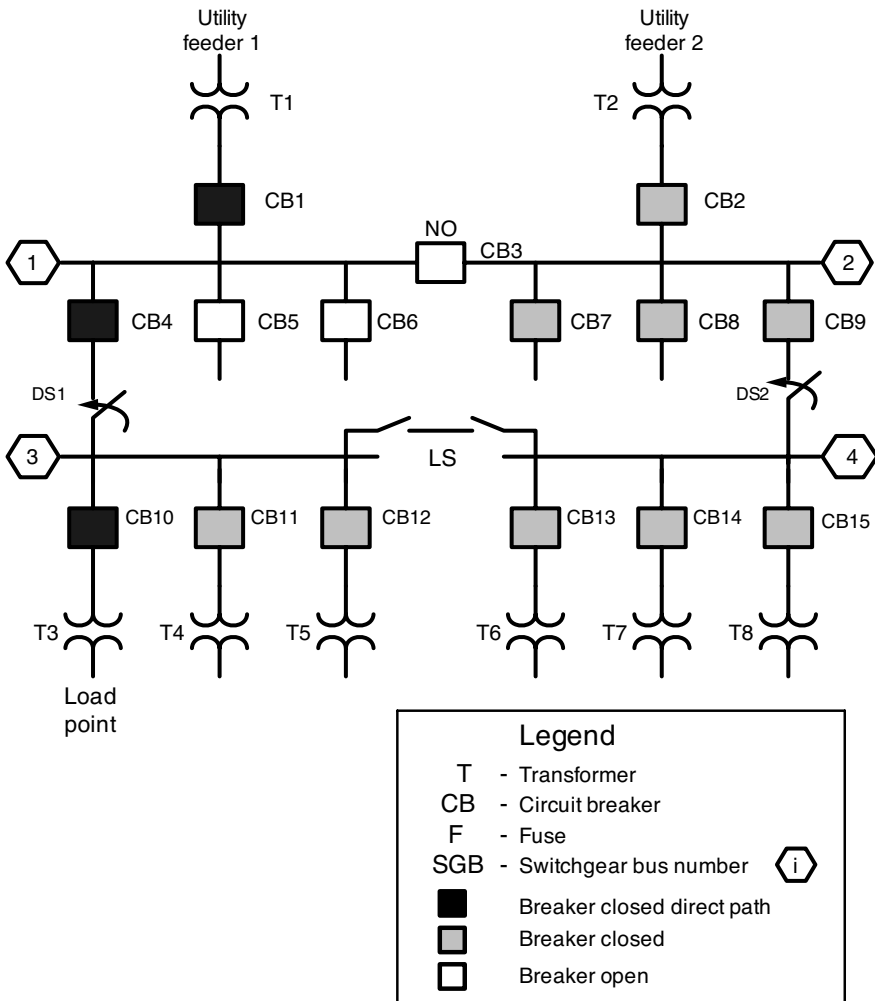 Utility
feeder 1
Utility
feeder 2
T1
T2
CB1
CB2
NO
CB3
1
2
CB4
CB5
CB6
CB7
CB8
CB9
DS1
DS2
3
LS
4
CB10
CB11
CB12
CB13
CB14
CB15
T3
T4
T5
T6
T7
T8
Load
point
Legend
T - Transformer
CB - Circuit breaker
F - Fuse
SGB - Switchgear bus number i
Breaker closed direct path
Breaker closed
Breaker open